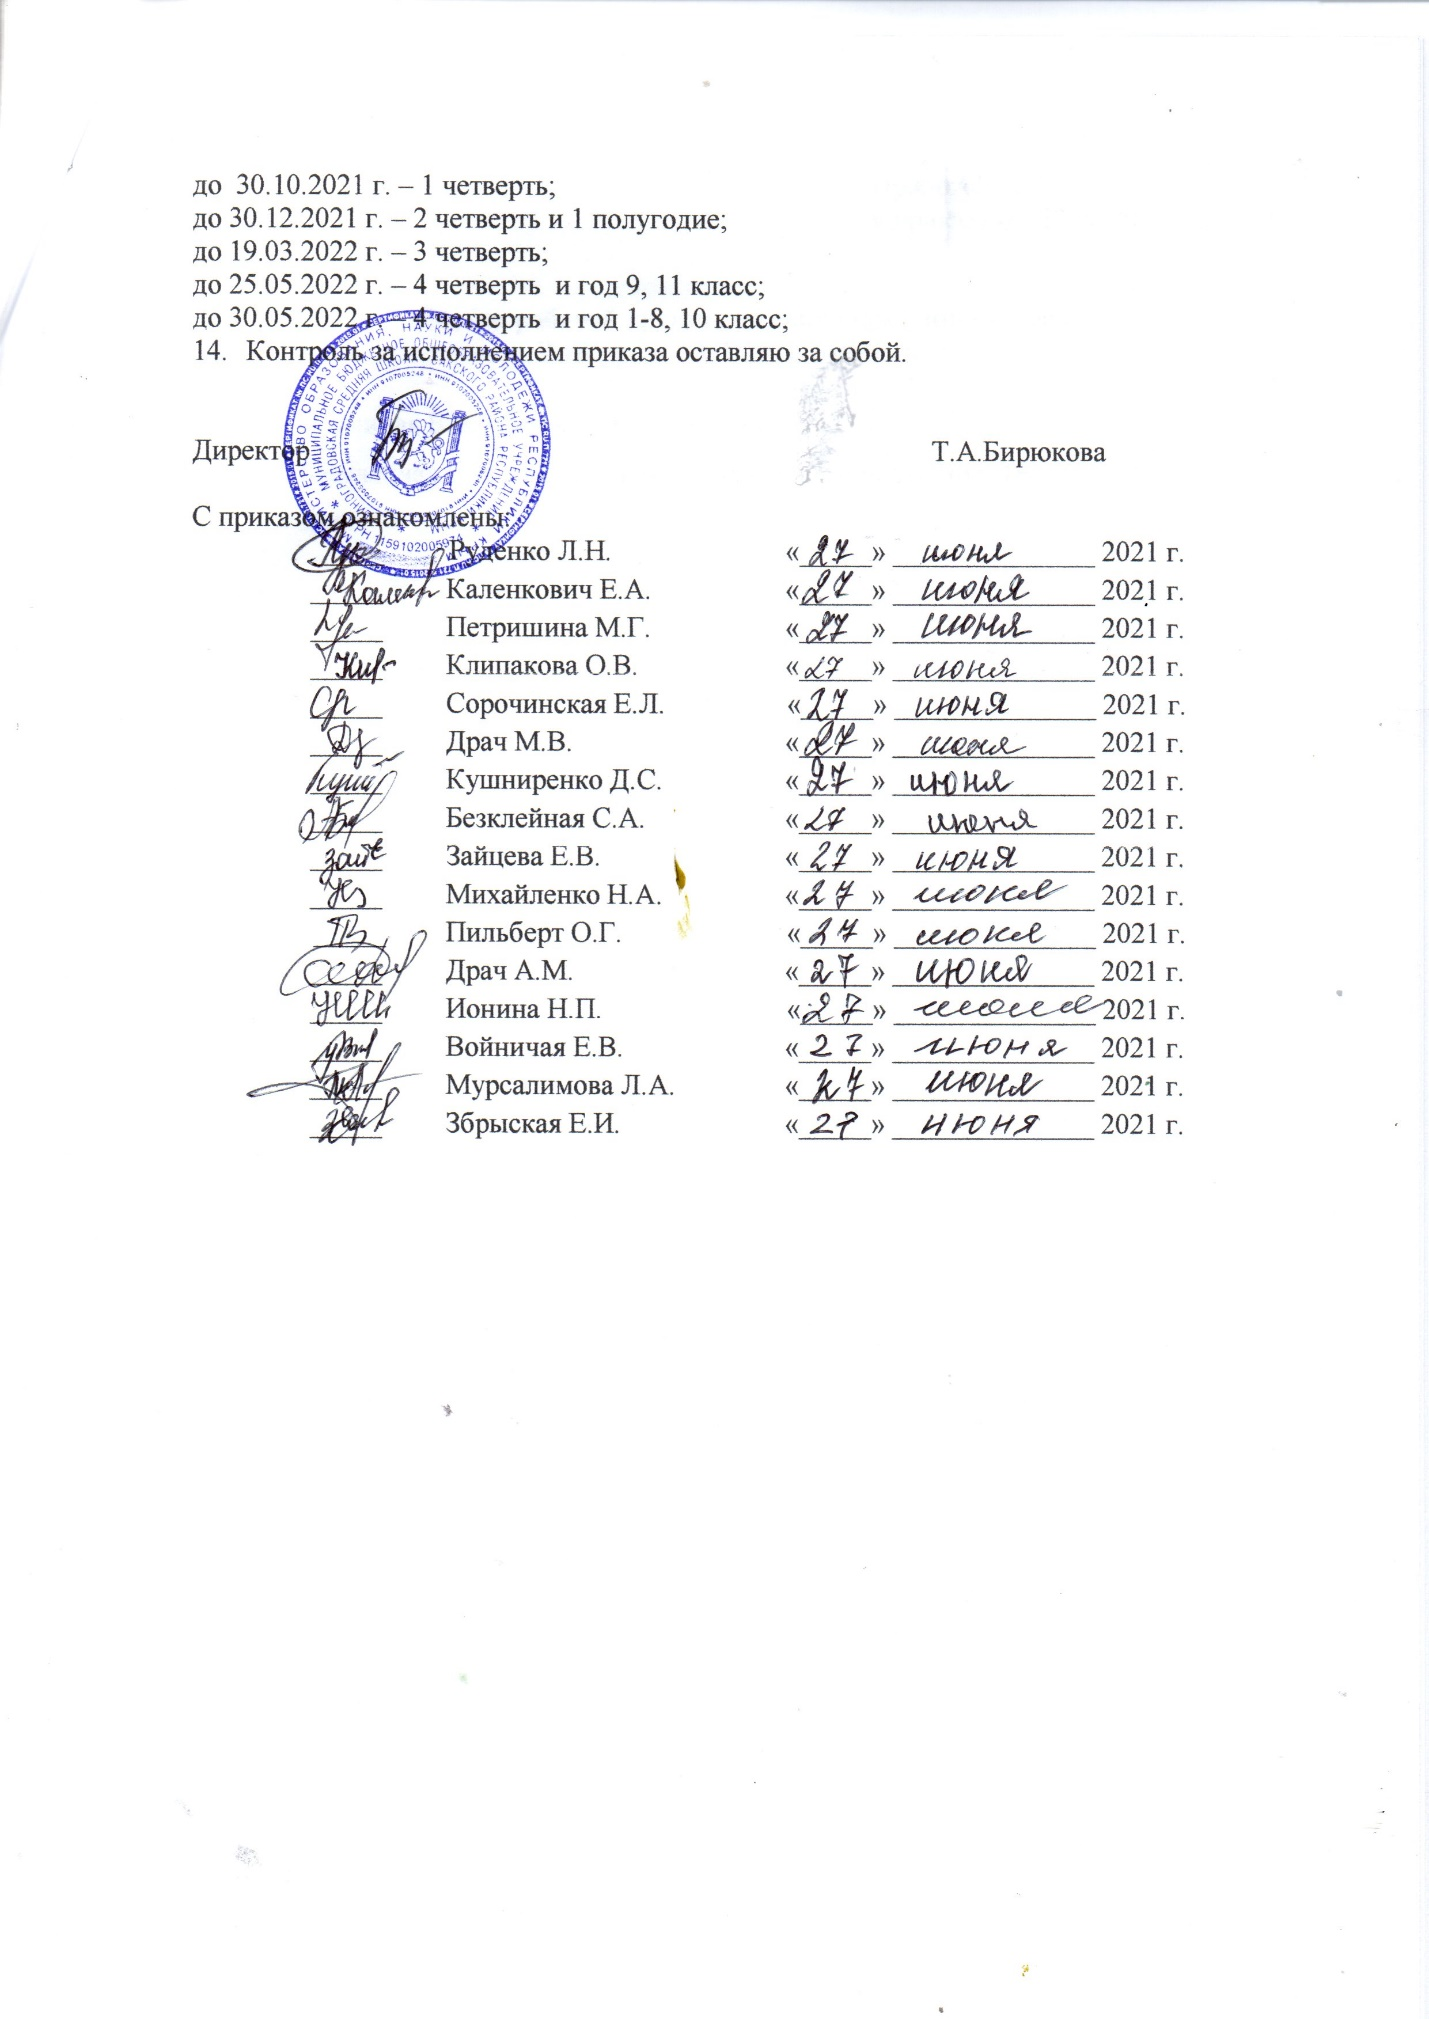 до 30.10.2021 г. – 1 четверть;
до 30.12.2021 г. – 2 четверть и 1 полугодие;
до 19.03.2022 г. – 3 четверть;
до 25.05.2022 г. – 4 четверть и год 9, 11 класс;
до 30.05.2022 г. – 4 четверть и год 1-8, 10 класс;
14. Контроль за исполнением приказа оставляю за собой.
Директор Т.А.Бирюкова
С приказом ознакомлены:
Руденко Л.Н. « 27 » июня 2021 г.
Каленкович Е.А. « 27 » июня 2021 г.
Петришина М.Г. « 27 » июня 2021 г.
Клипакова О.В. « 27 » июня 2021 г.
Сорочинская Е.Л. « 27 » июня 2021 г.
Драч М.В. « 27 » июня 2021 г.
Кушниренко Д.С. « 27 » июня 2021 г.
Безклейная С.А. « 27 » июня 2021 г.
Зайцева Е.В. « 27 » июня 2021 г.
Михайленко Н.А. « 27 » июня 2021 г.
Пильберт О.Г. « 27 » июня 2021 г.
Драч А.М. « 27 » июня 2021 г.
Ионина Н.П. « 27 » июня 2021 г.
Войничая Е.В. « 27 » июня 2021 г.
Мурсалимова Л.А. « 27 » июня 2021 г.
Збрыская Е.И. « 27 » июня 2021 г.